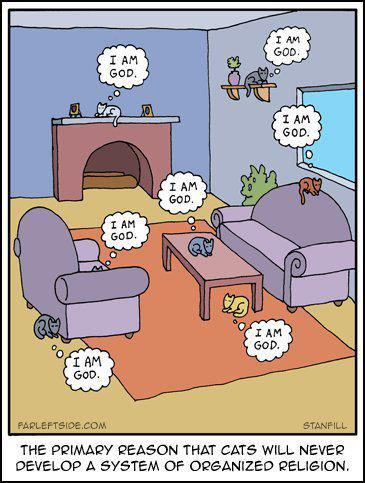 I AM
GOD.
I AM
GOD.
I AM
GOD.
I AM
GOD.
I AM
GOD.
I AM
GOD.
I AM
GOD.
FARLEFTSIDE.COM
STANFILL
THE PRIMARY REASON THAT CATS WILL NEVER
DEVELOP A SYSTEM OF ORGANIZED RELIGION.